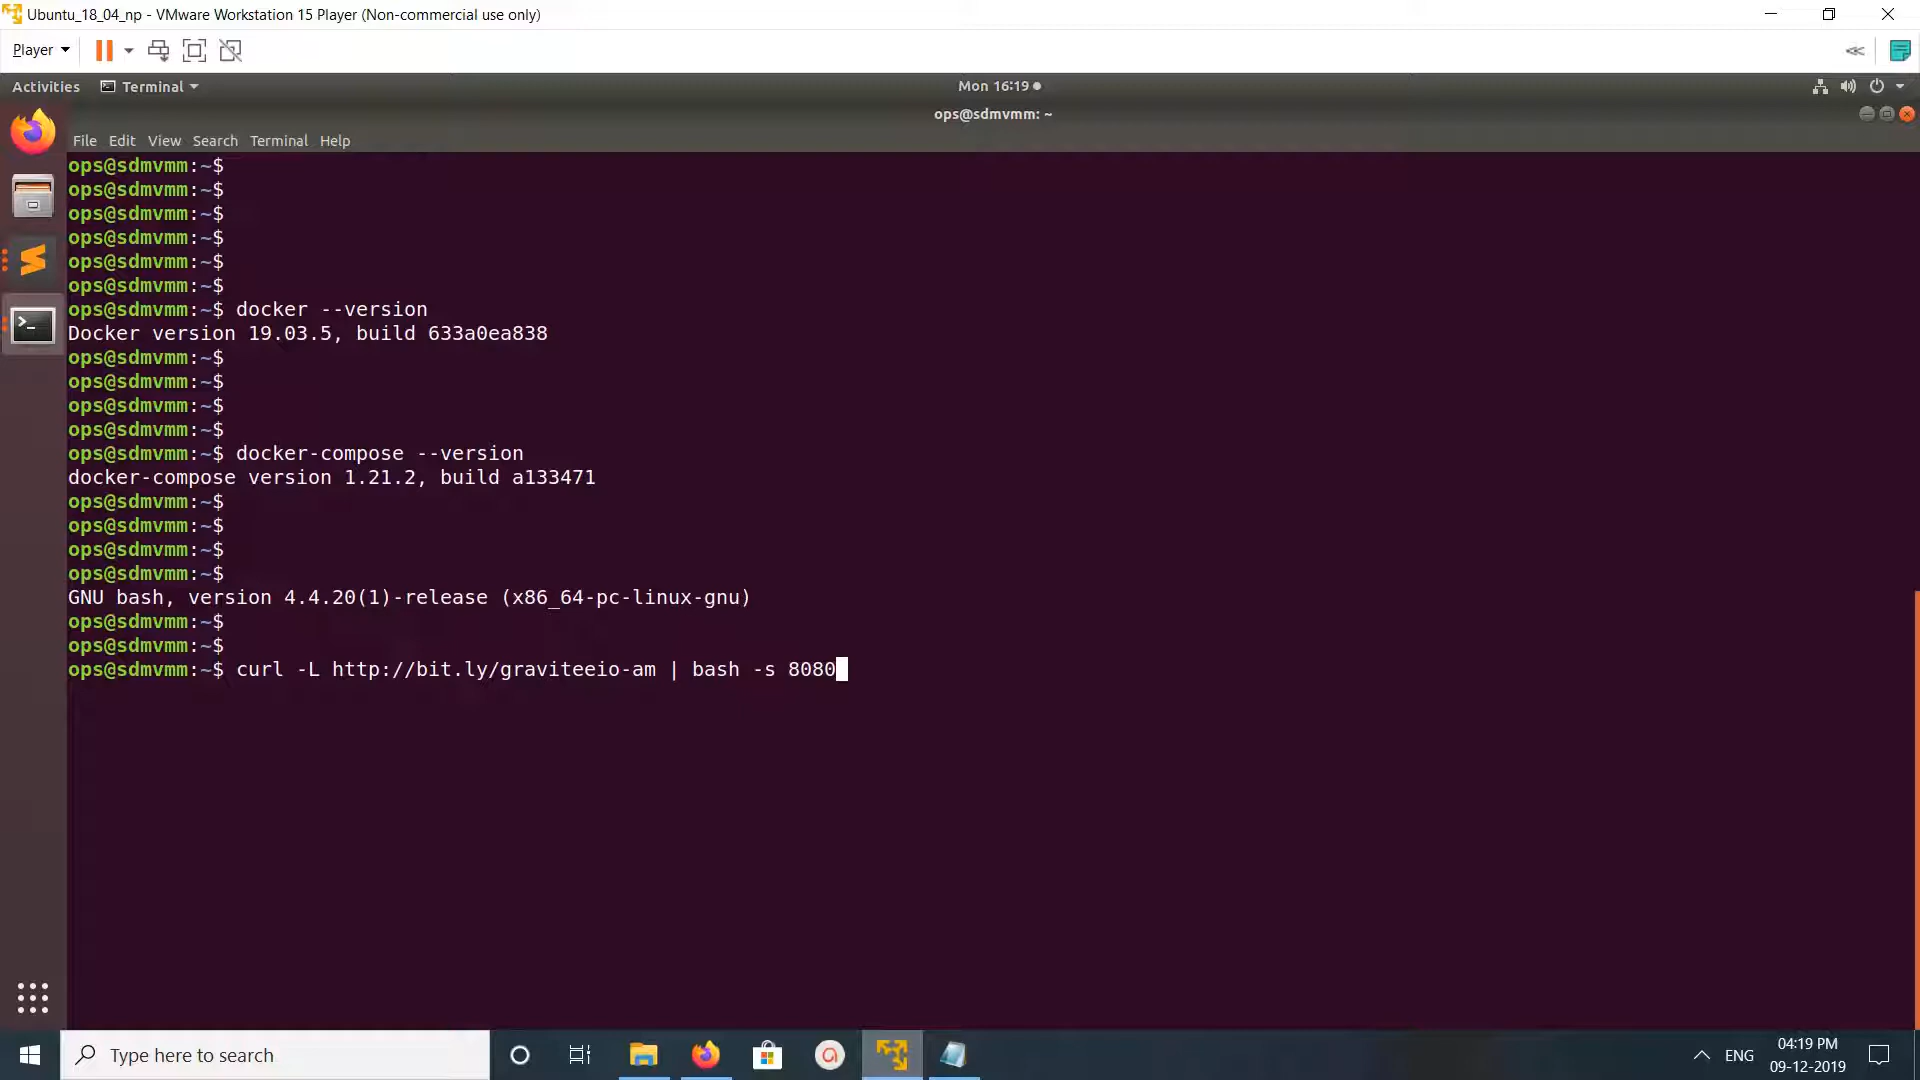 Ubuntu_18_04_np - VMware Workstation 15 Player (Non-commercial use only)
Player
Activities Terminal Mon 16:19
ops@sdmvmm: ~
File Edit View Search Terminal Help
ops@sdmvmm:~$
ops@sdmvmm:~$
ops@sdmvmm:~$
ops@sdmvmm:~$
ops@sdmvmm:~$
ops@sdmvmm:~$
ops@sdmvmm:~$ docker --version
Docker version 19.03.5, build 633a0ea838
ops@sdmvmm:~$
ops@sdmvmm:~$
ops@sdmvmm:~$
ops@sdmvmm:~$
ops@sdmvmm:~$ docker-compose --version
docker-compose version 1.21.2, build a133471
ops@sdmvmm:~$
ops@sdmvmm:~$
ops@sdmvmm:~$
ops@sdmvmm:~$
GNU bash, version 4.4.20(1)-release (x86_64-pc-linux-gnu)
ops@sdmvmm:~$
ops@sdmvmm:~$
ops@sdmvmm:~$ curl -L http://bit.ly/graviteeio-am | bash -s 8080
Type here to search
ENG
04:19 PM
09-12-2019